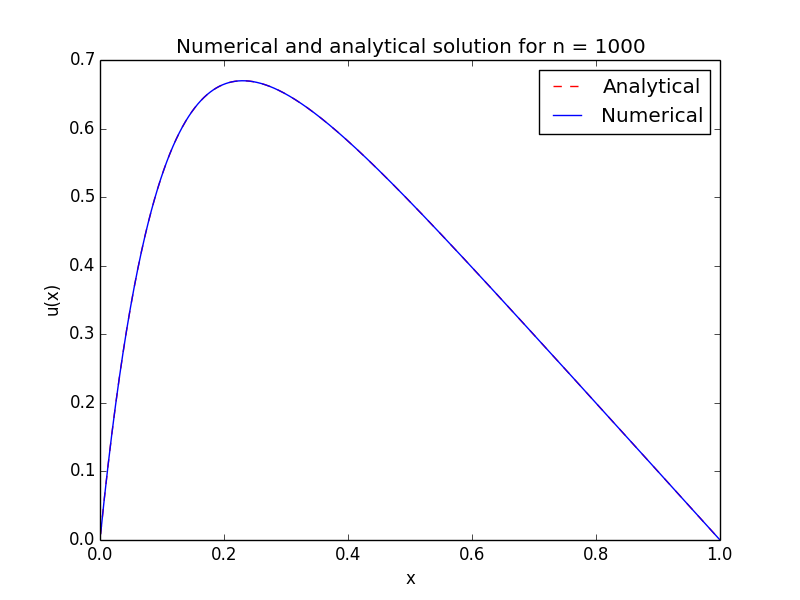 Numerical and analytical solution for n = 1000
Analytical
Numerical
0.7
0.6
0.5
0.4
0.3
0.2
0.1
0.0
u(x)
0.0 0.2 0.4 0.6 0.8 1.0
x